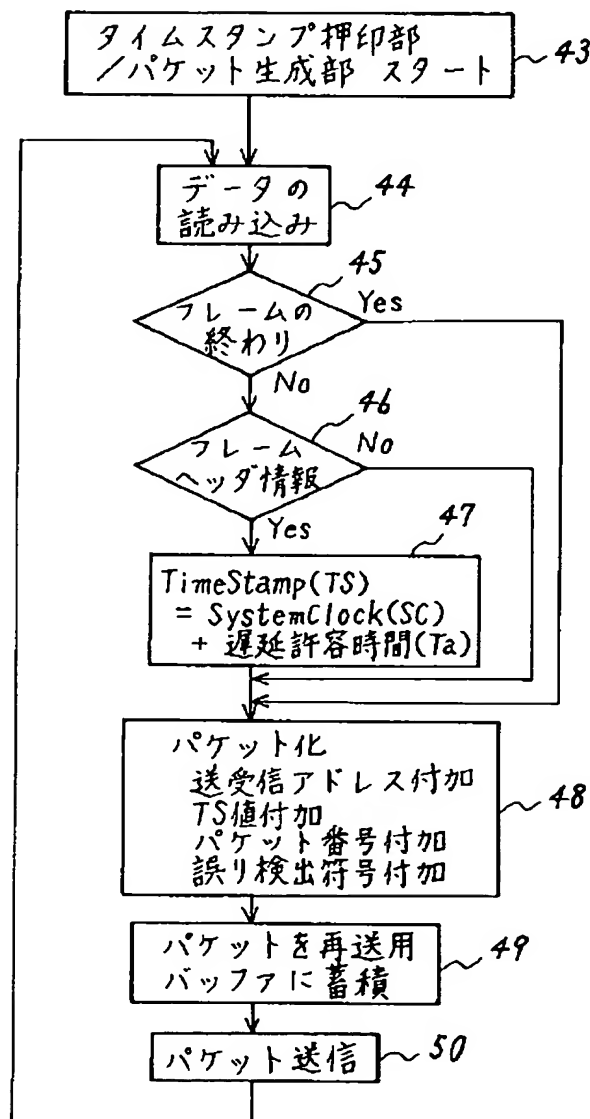 タイムスタンプ押印部
/パケット生成部 スタート
43
データの
読み込み
44
45
フレームの
終わり
Yes
No
46
フレーム
ヘッダ情報
No
Yes
47
TimeStamp(TS)
= SystemClock(SC)
+ 遅延許容時間(Ta)
パケット化
送受信アドレス付加
TS値付加
パケット番号付加
誤り検出符号付加
48
パケットを再送用
バッファに蓄積
49
パケット送信
50